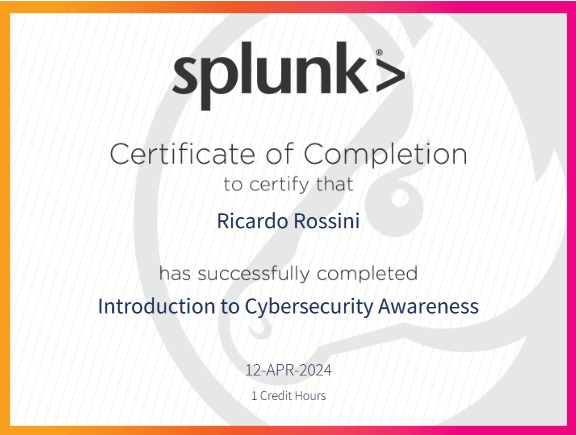 splunk®>
Certificate of Completion
to certify that
Ricardo Rossini
has successfully completed
Introduction to Cybersecurity Awareness
12-APR-2024
1 Credit Hours